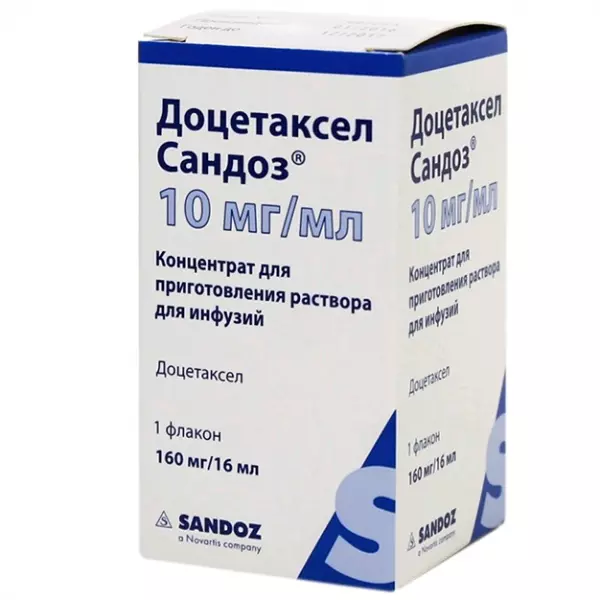 Доцетаксел
Сандоз®
10 мг/мл
Концентрат для
приготовления раствора
для инфузий
Доцетаксел
1 флакон
160 мг/16 мл
S SANDOZ
a Novartis company
Доцетаксел
Сандоз®
10 мг/мл
Концентрат для
приготовления раствора
для инфузий
Доцетаксел
1 флакон
160 мг/16 мл
S SANDOZ
a Novartis company